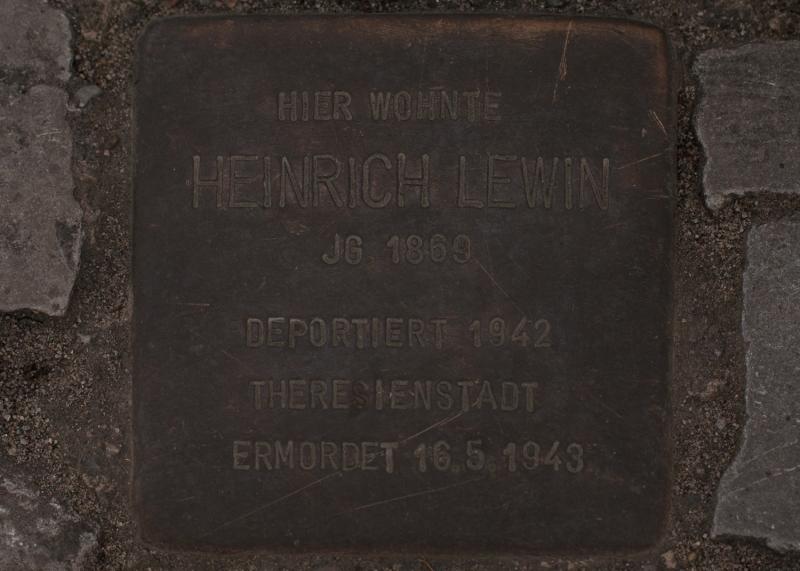 HIER WOHNTE
HEINRICH LEWIN
JG 1869
DEPORTIERT 1942
THERESIENSTADT
ERMORDET 16.5.1943